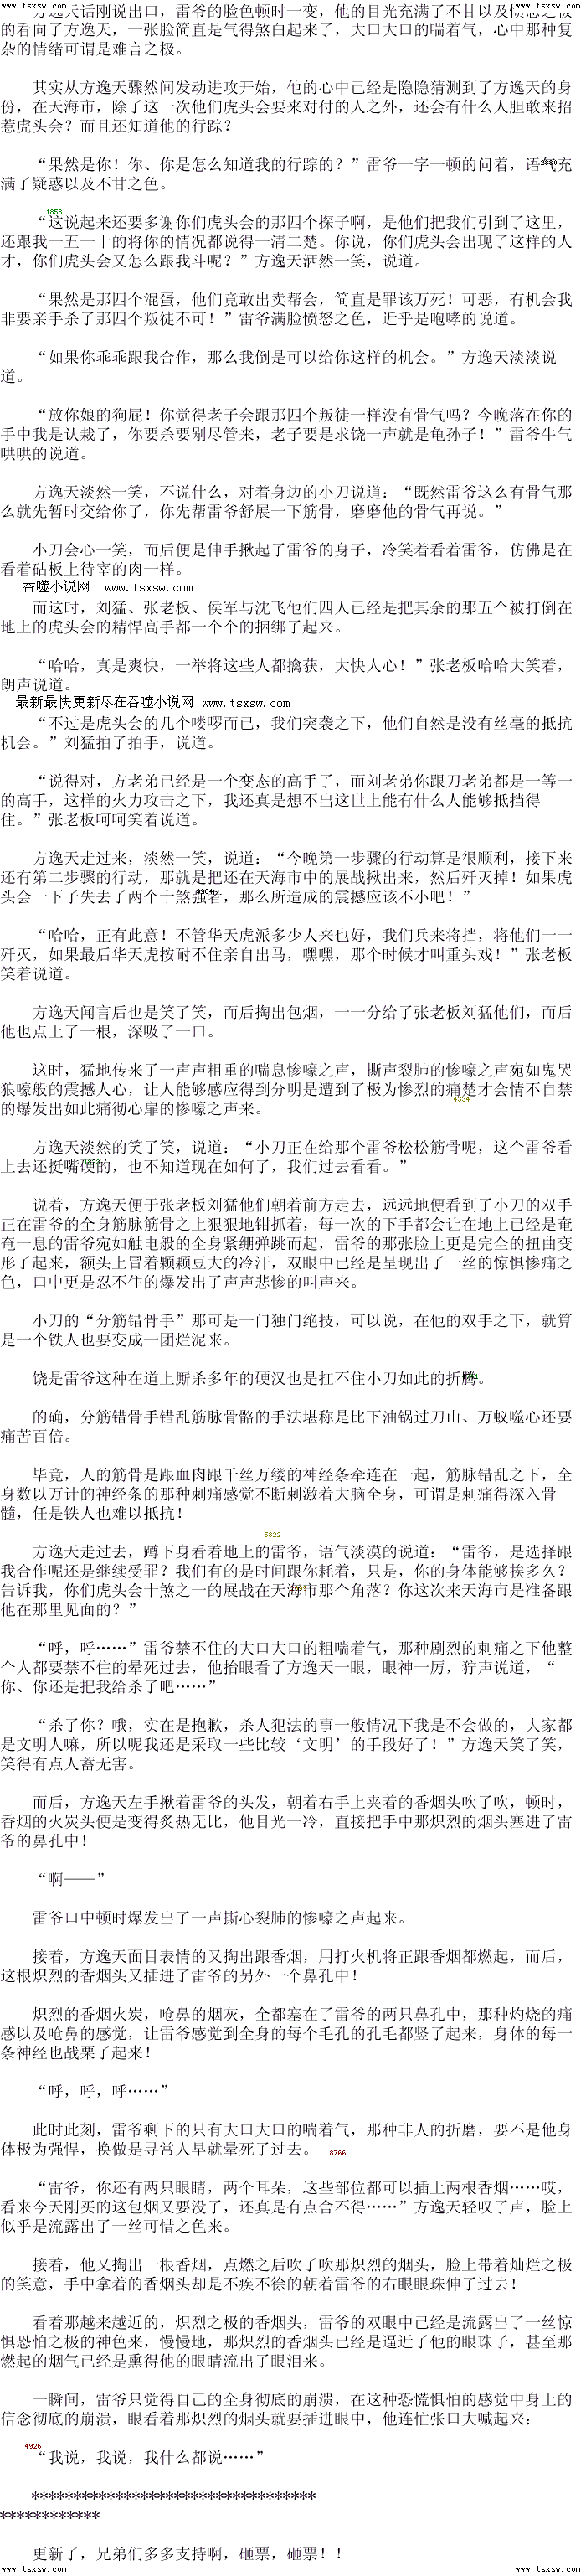 www.tsxsw.com www.tsxsw.com
方逸天话刚说出口，雷爷的脸色顿时一变，他的目光充满了不甘以及愤怒之极
的看向了方逸天，一张脸简直是气得煞白起来了，大口大口的喘着气，心中那种复
杂的情绪可谓是难言之极。
其实从方逸天骤然间发动进攻开始，他的心中已经是隐隐猜测到了方逸天的身
份，在天海市，除了这一次他们虎头会要来对付的人之外，还会有什么人胆敢来招
惹虎头会？而且还知道他的行踪？
“果然是你！你、你是怎么知道我的行踪的？”雷爷一字一顿的问着，语气充
满了疑惑以及不甘之色。
1858
“这说起来还要多谢你们虎头会的那四个探子啊，是他们把我们引到了这里，
还跟我一五一十的将你的情况都说得一清二楚。你说，你们虎头会出现了这样的人
才，你们虎头会又怎么跟我斗呢？”方逸天洒然一笑，说道。
“果然是那四个混蛋，他们竟敢出卖帮会，简直是罪该万死！可恶，有机会我
非要亲手杀了那四个叛徒不可！”雷爷满脸愤怒之色，近乎是咆哮的说道。
“如果你乖乖跟我合作，那么我倒是可以给你这样的机会。”方逸天淡淡说
道。
“放你娘的狗屁！你觉得老子会跟那四个叛徒一样没有骨气吗？今晚落在你的
手中我是认栽了，你要杀要剐尽管来，老子要是求饶一声就是龟孙子！”雷爷牛气
哄哄的说道。
方逸天淡然一笑，不说什么，对着身边的小刀说道：“既然雷爷这么有骨气那
么就先暂时交给你了，你先帮雷爷舒展一下筋骨，磨磨他的骨气再说。”
小刀会心一笑，而后便是伸手揪起了雷爷的身子，冷笑着看着雷爷，仿佛是在
看着砧板上待宰的肉一样。
吞噬小说网 www.tsxsw.com
而这时，刘猛、张老板、侯军与沈飞他们四人已经是把其余的那五个被打倒在
地上的虎头会的精悍高手都一个个的捆绑了起来。
“哈哈，真是爽快，一举将这些人都擒获，大快人心！”张老板哈哈大笑着，
朗声说道。
最新最快更新尽在吞噬小说网 www.tsxsw.com
“不过是虎头会的几个喽啰而已，我们突袭之下，他们自然是没有丝毫的抵抗
机会。”刘猛拍了拍手，说道。
“说得对，方老弟已经是一个变态的高手了，而刘老弟你跟刀老弟都是一等一
的高手，这样的火力攻击之下，我还真是想不出这世上能有什么人能够抵挡得
住。”张老板呵呵笑着说道。
方逸天走过来，淡然一笑，说道：“今晚第一步骤的行动算是很顺利，接下来
还有第二步骤的行动，那就是把还在天海市中的展战揪出来，然后歼灭掉！如果虎
头会一下子失去了两个十煞强者，那么所造成的震撼应该不小吧！”
“哈哈，正有此意！不管华天虎派多少人来也好，我们兵来将挡，将他们一一
歼灭，如果最后华天虎按耐不住亲自出马，嘿嘿，那个时候才叫重头戏！”张老板
笑着说道。
方逸天闻言后也是笑了笑，而后掏出包烟，一一分给了张老板刘猛他们，而后
他也点上了一根，深吸了一口。
这时，猛地传来了一声声粗重的喘息惨嚎之声，撕声裂肺的惨嚎之声宛如鬼哭
狼嚎般的震撼人心，让人能够感应得到分明是遭到了极为惨烈的痛楚才会情不自禁
的爆发出如此痛彻心扉的惨嚎之声来。
4334
方逸天淡然的笑了笑，说道：“小刀正在给那个雷爷松松筋骨呢，这个雷爷看
上去还挺嘴硬的，也不知道现在如何了，我们过去看看。”
说着，方逸天便于张老板刘猛他们朝着前方走去，远远地便看到了小刀的双手
正在雷爷的全身筋脉筋骨之上狠狠地钳抓着，每一次的下手都会让在地上已经是奄
奄一息的雷爷宛如触电般的全身紧绷弹跳而起，雷爷的那张脸上更是完全的扭曲变
形了起来，额头上冒着颗颗豆大的冷汗，双眼中已经是呈现出了一丝的惊惧惨痛之
色，口中更是忍不住的爆发出了声声悲惨的叫声来。
小刀的“分筋错骨手”那可是一门独门绝技，可以说，在他的双手之下，就算
是一个铁人也要变成一团烂泥来。
饶是雷爷这种在道上厮杀多年的硬汉也是扛不住小刀如此的折磨。
的确，分筋错骨手错乱筋脉骨骼的手法堪称是比下油锅过刀山、万蚁噬心还要
痛苦百倍。
毕竟，人的筋骨是跟血肉跟千丝万缕的神经条牵连在一起，筋脉错乱之下，全
身数以万计的神经条的那种刺痛感觉不断刺激着大脑全身，可谓是刺痛得深入骨
髓，任是铁人也难以抵抗！
5822
方逸天走过去，蹲下身看着地上的雷爷，语气淡漠的说道：“雷爷，是选择跟
我合作呢还是继续受罪？我们有的是时间跟你耗着，只是，你的身体能够挨多久？
告诉我，你们虎头会十煞之一的展战在天海市那个角落？你这次来天海市是准备跟
他在那里见面的？”
“呼，呼……”雷爷禁不住的大口大口的粗喘着气，那种剧烈的刺痛之下他整
个人都要禁不住的晕死过去，他抬眼看了方逸天一眼，眼神一厉，狞声说道，“
你、你还是把我给杀了吧……”
“杀了你？哦，实在是抱歉，杀人犯法的事一般情况下我是不会做的，大家都
是文明人嘛，所以呢我还是采取一些比较‘文明’的手段好了！”方逸天笑了笑，
笑得有点人蓄无害。
而后，方逸天左手揪着雷爷的头发，朝着右手上夹着的香烟头吹了吹，顿时，
香烟的火炭头便是变得炙热无比，他目光一冷，直接把手中那炽烈的烟头塞进了雷
爷的鼻孔中！
“啊——”
雷爷口中顿时爆发出了一声撕心裂肺的惨嚎之声起来。
接着，方逸天面目表情的又掏出跟香烟，用打火机将正跟香烟都燃起，而后，
这根炽烈的香烟头又插进了雷爷的另外一个鼻孔中！
炽烈的香烟火炭，呛鼻的烟灰，全都塞在了雷爷的两只鼻孔中，那种灼烧的痛
感以及呛鼻的感觉，让雷爷感觉到全身的每个毛孔的孔毛都竖了起来，身体的每一
条神经也战栗了起来！
“呼，呼，呼……”
此时此刻，雷爷剩下的只有大口大口的喘着气，那种非人的折磨，要不是他身
体极为强悍，换做是寻常人早就晕死了过去。 8766
“雷爷，你还有两只眼睛，两个耳朵，这些部位都可以插上两根香烟……哎，
看来今天刚买的这包烟又要没了，还真是有点舍不得……”方逸天轻叹了声，脸上
似乎是流露出了一丝可惜之色来。
接着，他又掏出一根香烟，点燃之后吹了吹那炽烈的烟头，脸上带着灿烂之极
的笑意，手中拿着的香烟头却是不疾不徐的朝着雷爷的右眼眼珠伸了过去！
看着那越来越近的，炽烈之极的香烟头，雷爷的双眼中已经是流露出了一丝惊
惧恐怕之极的神色来，慢慢地，那炽烈的香烟头已经是逼近了他的眼珠子，甚至那
燃起的烟气已经是熏得他的眼睛流出了眼泪来。
一瞬间，雷爷只觉得自己的全身彻底的崩溃，在这种恐慌惧怕的感觉中身上的
信念彻底的崩溃，眼看着那炽烈的烟头就要插进眼中，他连忙张口大喊起来：
4926
“我说，我说，我什么都说……”
**********************************
************
更新了，兄弟们多多支持啊，砸票，砸票！！
www.tsxsw.com www.tsxsw.com